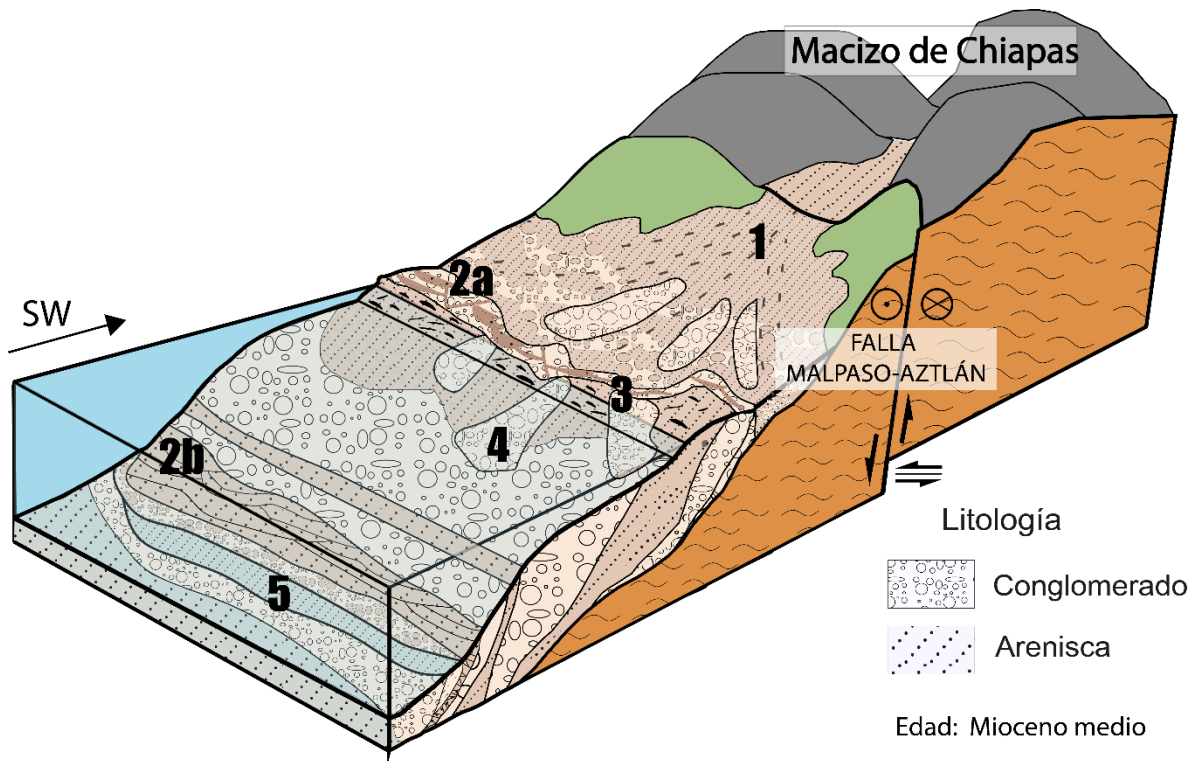 Macizo de Chiapas
1
2a
SW
FALLA
MALPASO-AZTLÁN
3
4
2b
5
Litología
Conglomerado
Arenisca
Edad: Mioceno medio